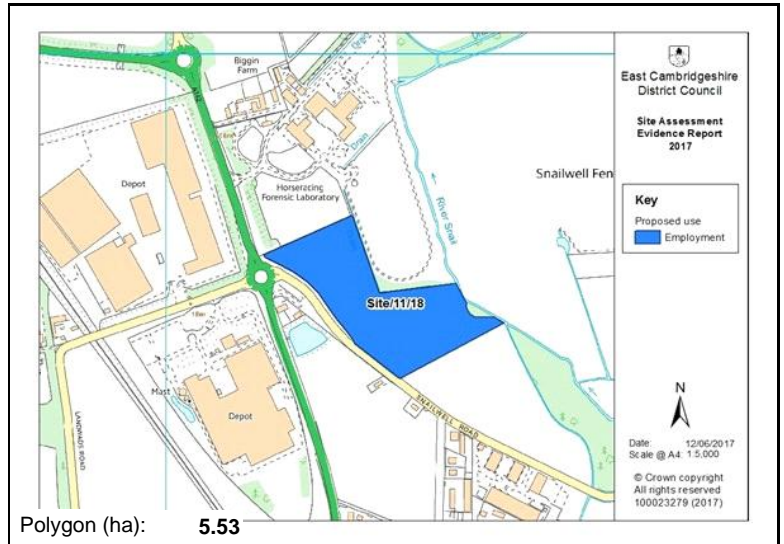 Biggin
Farm
A142
Drain
Depot
Horseracing
Forensic Laboratory
River Snail
Snailwell Fen
Site/11/18
Mast
Depot
LANDWADE ROAD
SNAILWELL ROAD
East Cambridgeshire
District Council
Site Assessment
Evidence Report
2017
Key
Proposed use
Employment
N
Date: 12/06/2017
Scale @ A4: 1:5,000
© Crown copyright
All rights reserved
100023279 (2017)
Polygon (ha): 5.53